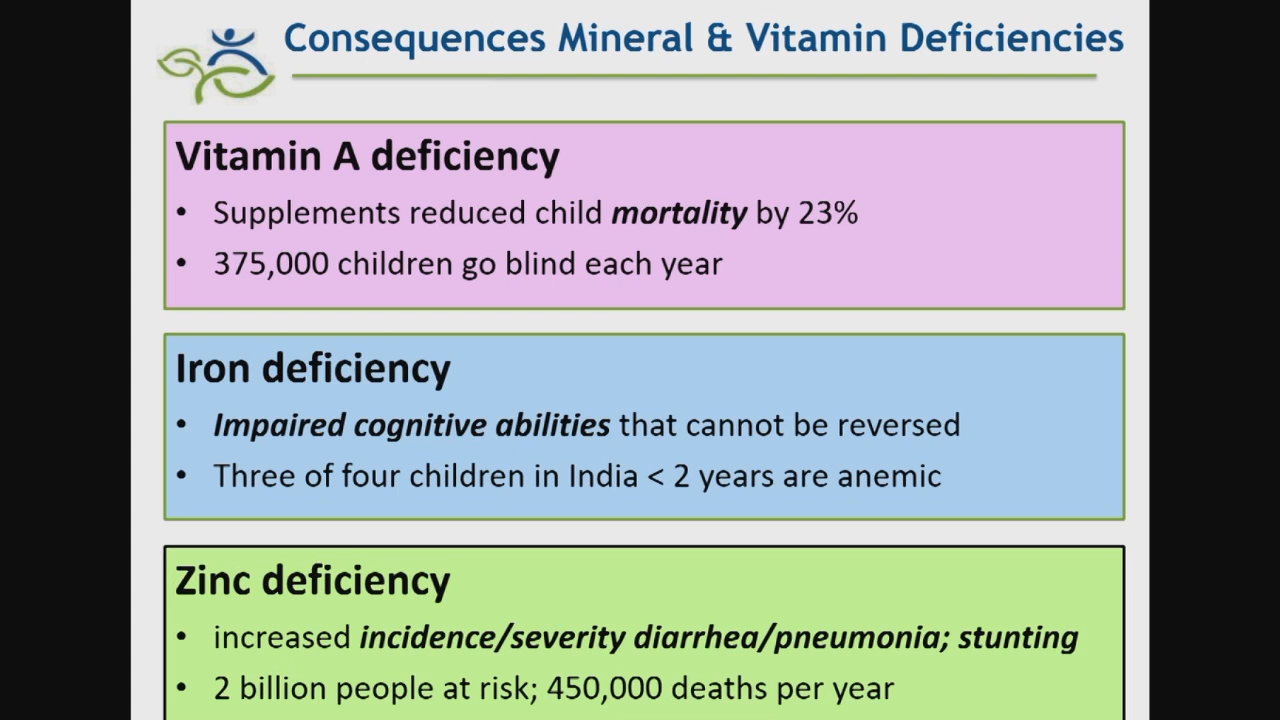 Consequences Mineral & Vitamin Deficiencies
Vitamin A deficiency
• Supplements reduced child mortality by 23%
• 375,000 children go blind each year
Iron deficiency
• Impaired cognitive abilities that cannot be reversed
• Three of four children in India < 2 years are anemic
Zinc deficiency
• increased incidence/severity diarrhea/pneumonia; stunting
• 2 billion people at risk; 450,000 deaths per year